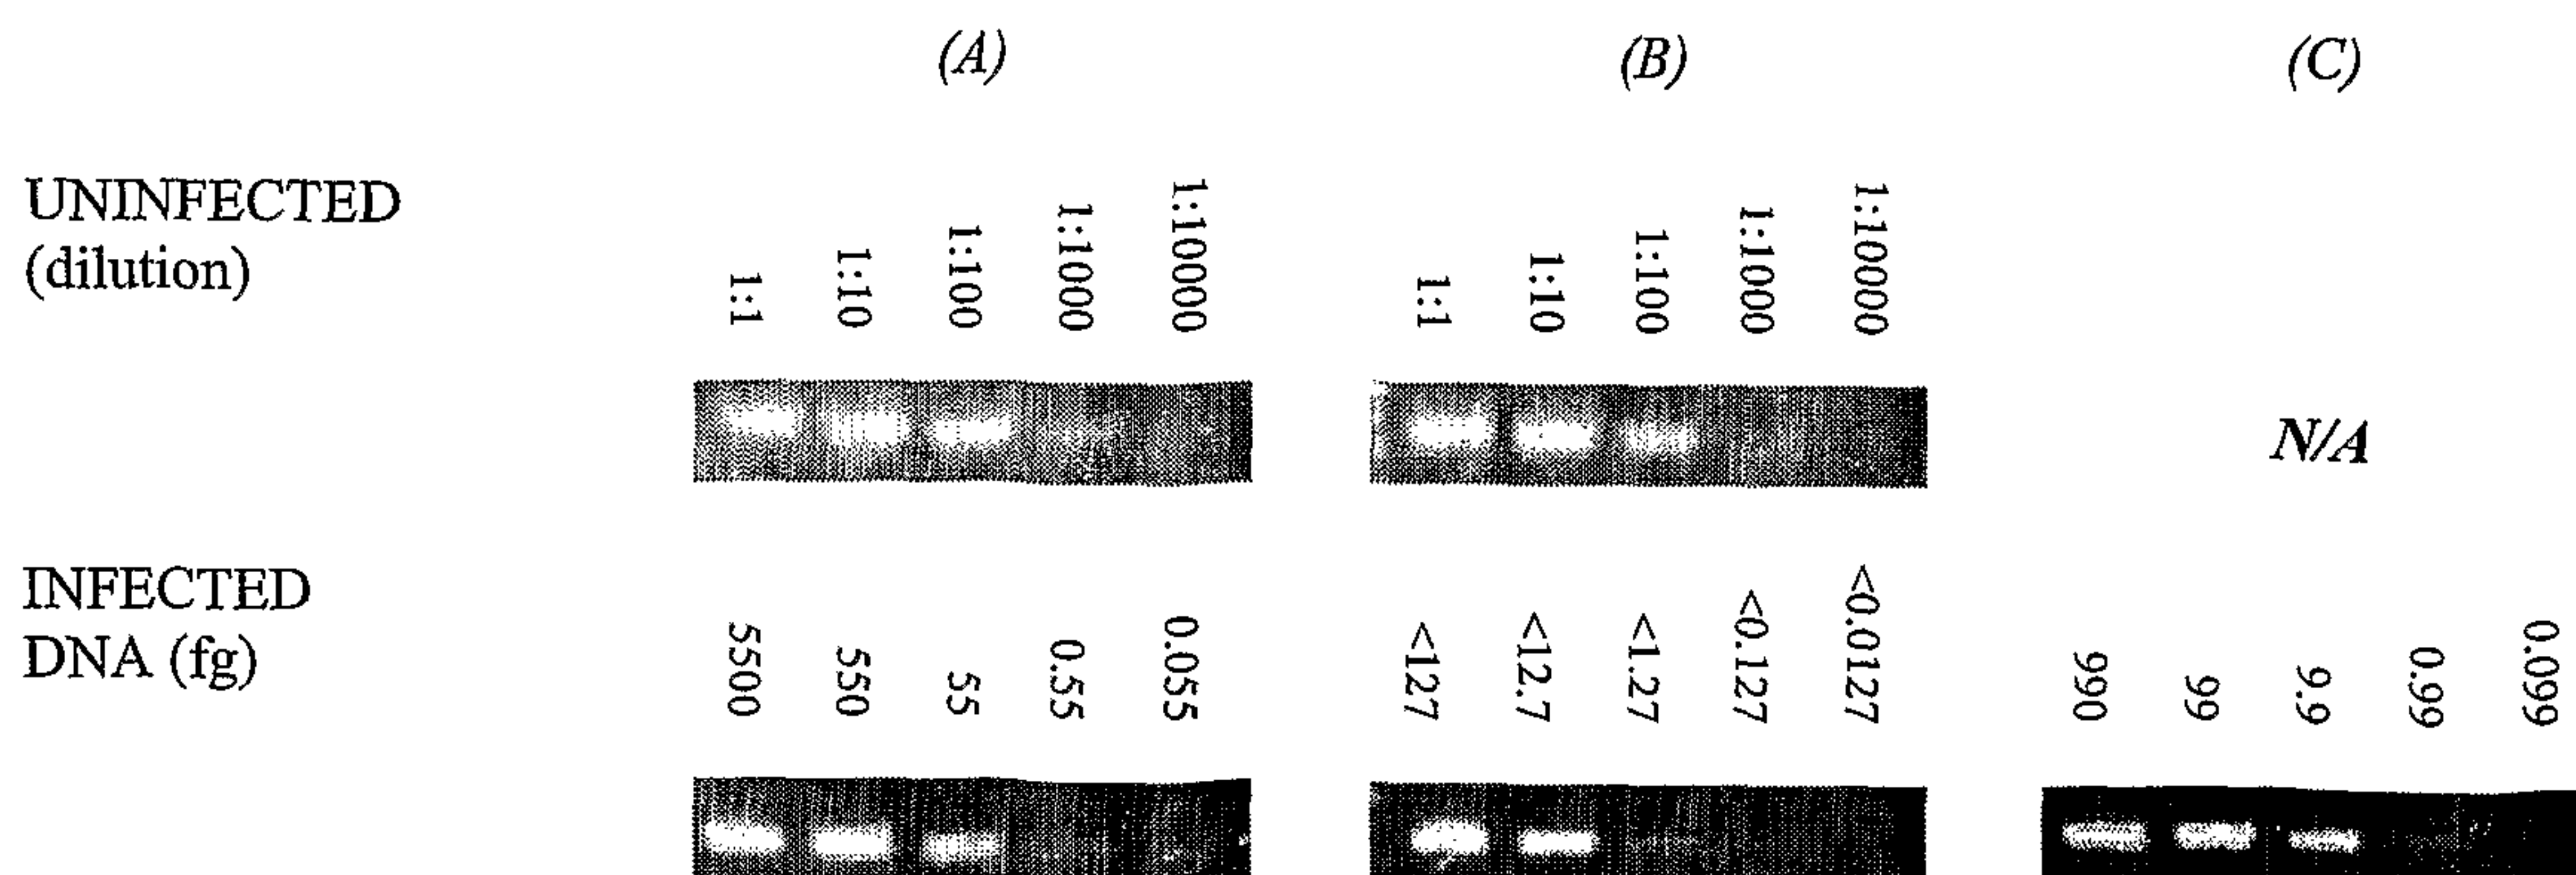 (A) (B) (C)
UNINFECTED
(dilution)
1:1 1:10 1:100 1:1000 1:10000 1:1 1:10 1:100 1:1000 1:10000
N/A
INFECTED
DNA (fg)
5500 550 55 0.55 0.055 <127 <12.7 <1.27 <0.127 <0.0127 990 99 9.9 0.99 0.099